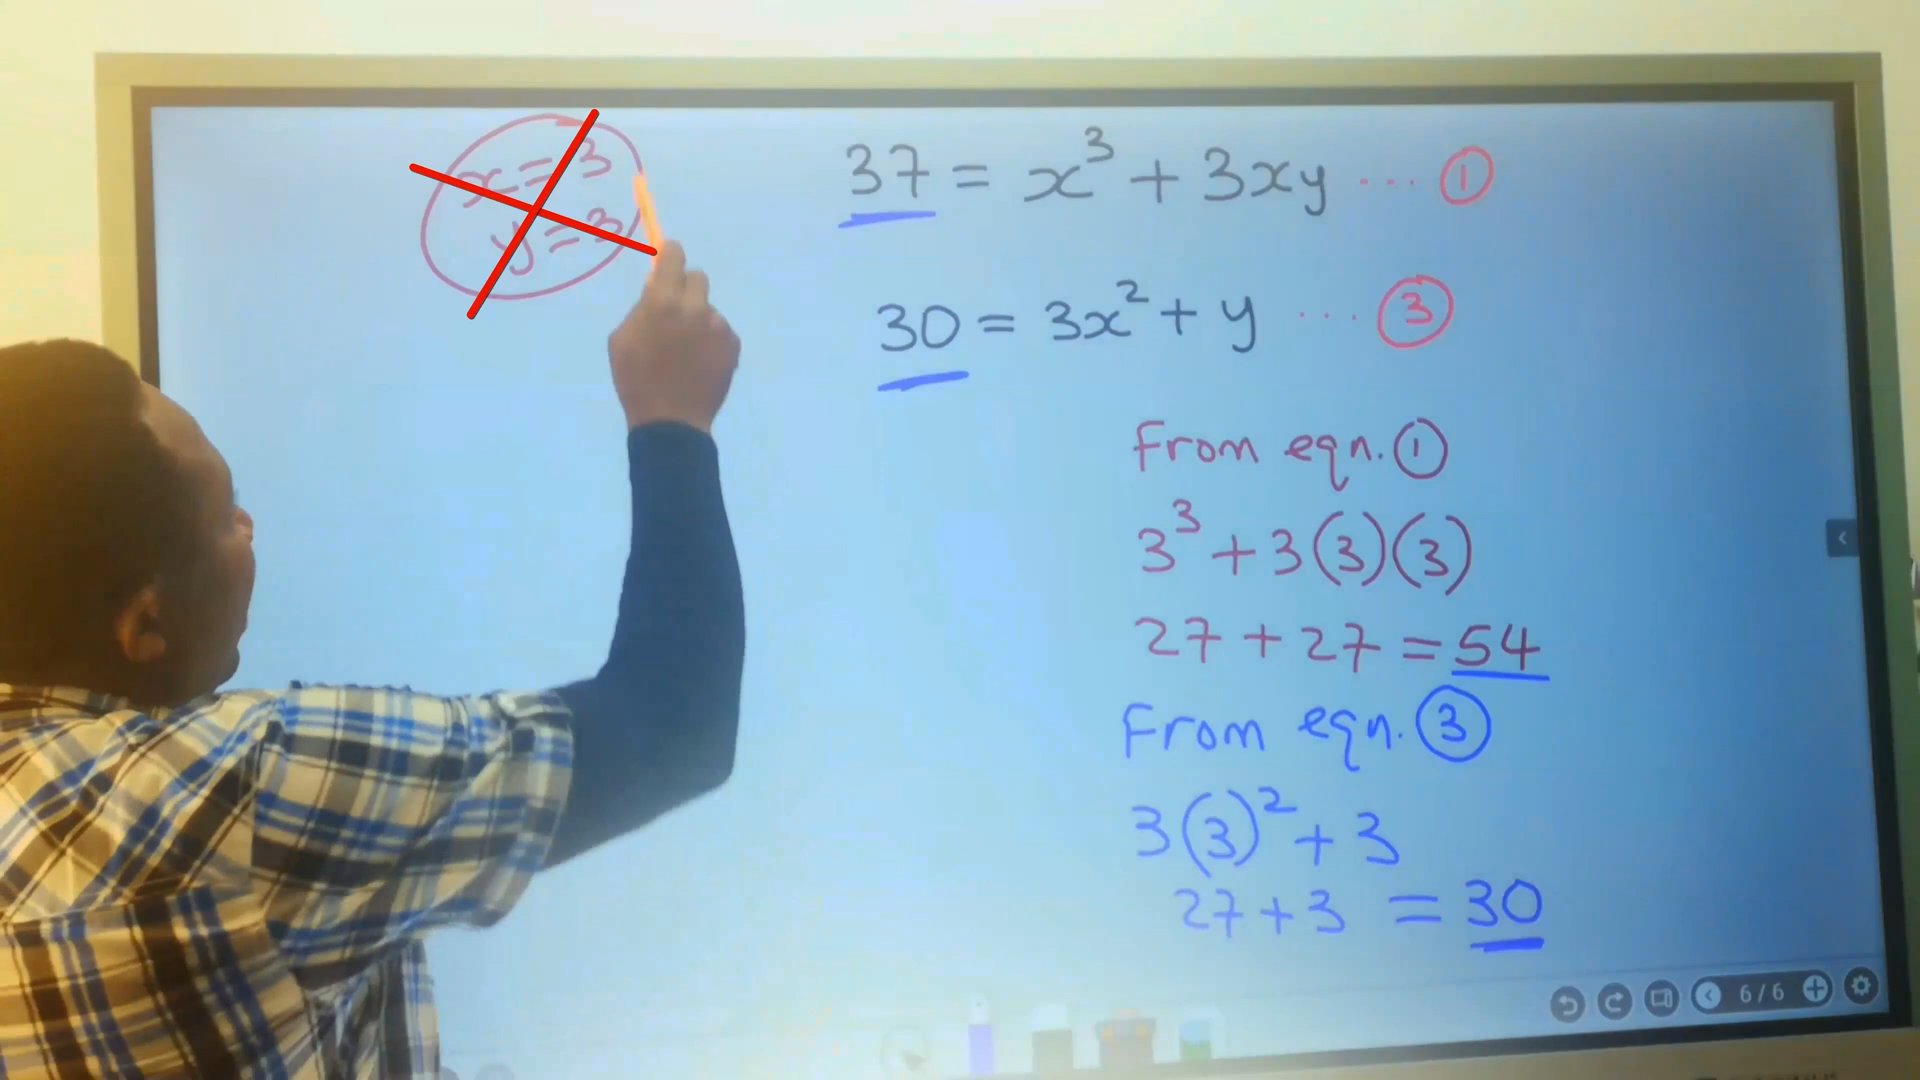 x = 3
y = 3
37 = x³ + 3xy ... ①
30 = 3x² + y ... ③
From eqn. ①
3³ + 3(3)(3)
27 + 27 = 54
From eqn. ③
3(3)² + 3
27 + 3 = 30
6/6